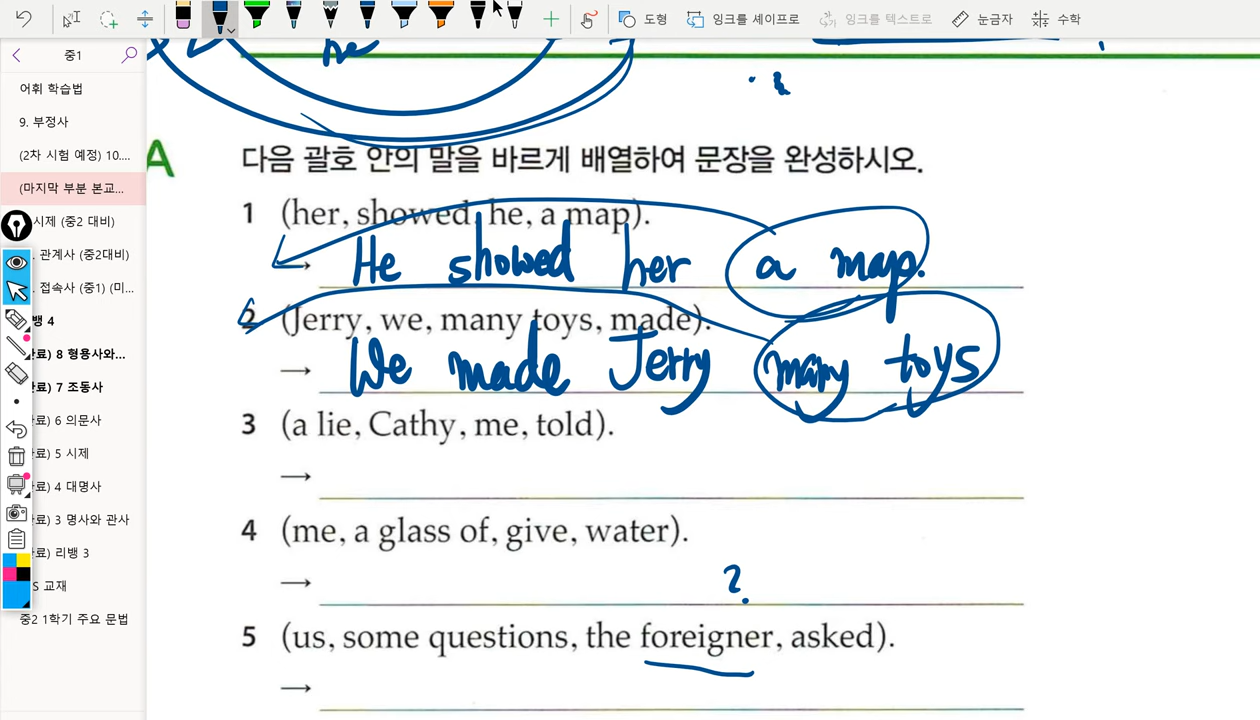 도형 잉크를 셰이프로 잉크를 텍스트로 눈금자 수학
중1
어휘 학습법
9. 부정사
(2차 시험 예정) 10....
(마지막 부분 본교...
시제 (중2 대비)
. 관계사 (중2대비)
. 접속사 (중1) (미...
뱅 4
료) 8 형용사와...
료) 7 조동사
료) 6 의문사
료) 5 시제
료) 4 대명사
료) 3 명사와 관사
료) 리뱅 3
S 교재
중2 1학기 주요 문법
he
A 다음 괄호 안의 말을 바르게 배열하여 문장을 완성하시오.
1 (her, showed, he, a map).
→ He showed her a map.
2 (Jerry, we, many toys, made).
→ We made Jerry many toys
3 (a lie, Cathy, me, told).
→
4 (me, a glass of, give, water).
→ ?
5 (us, some questions, the foreigner, asked).
→